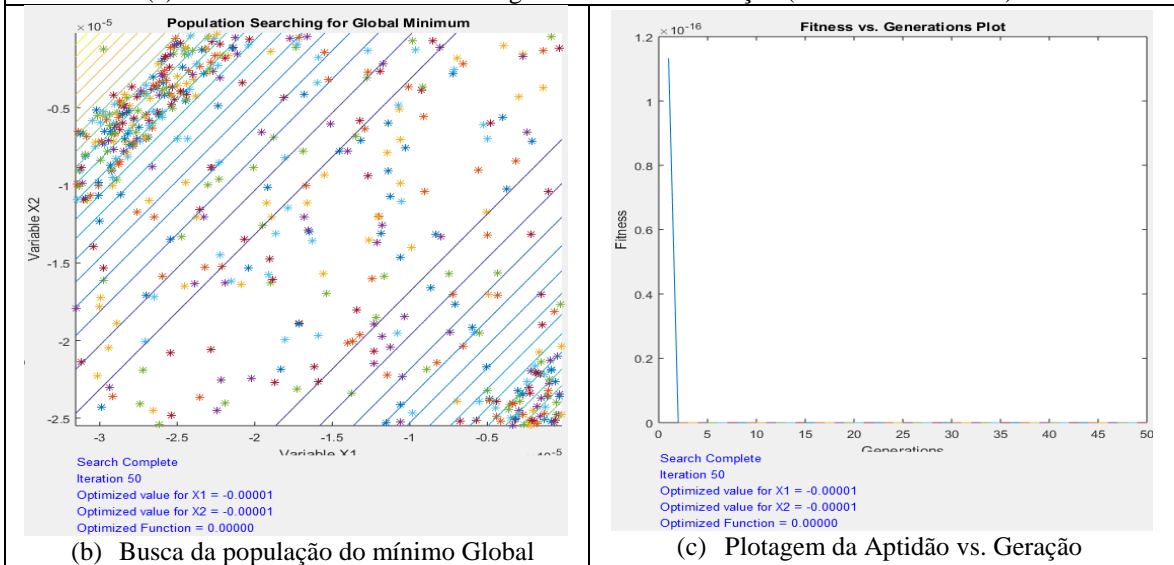 Population Searching for Global Minimum
×10⁻⁵
Variable X2
-0.5
-1
-1.5
-2
-2.5
-3
-2.5
-2
-1.5
-1
-0.5
Variable X1
Search Complete
Iteration 50
Optimized value for X1 = -0.00001
Optimized value for X2 = -0.00001
Optimized Function = 0.00000
(b) Busca da população do mínimo Global
Fitness vs. Generations Plot
×10⁻¹⁶
Fitness
1.2
1
0.8
0.6
0.4
0.2
0
0
5
10
15
20
25
30
35
40
45
50
Generations
Search Complete
Iteration 50
Optimized value for X1 = -0.00001
Optimized value for X2 = -0.00001
Optimized Function = 0.00000
(c) Plotagem da Aptidão vs. Geração